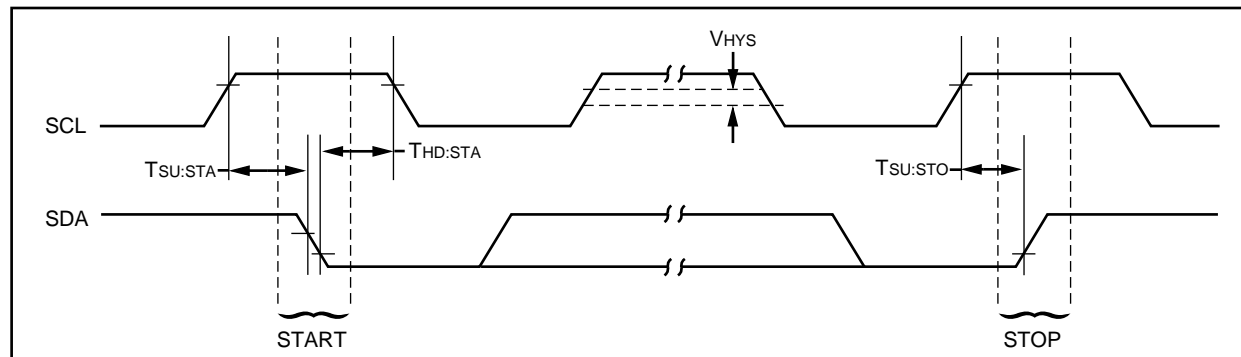 VHYS
SCL
THD:STA
TSU:STA
TSU:STO
SDA
START
STOP